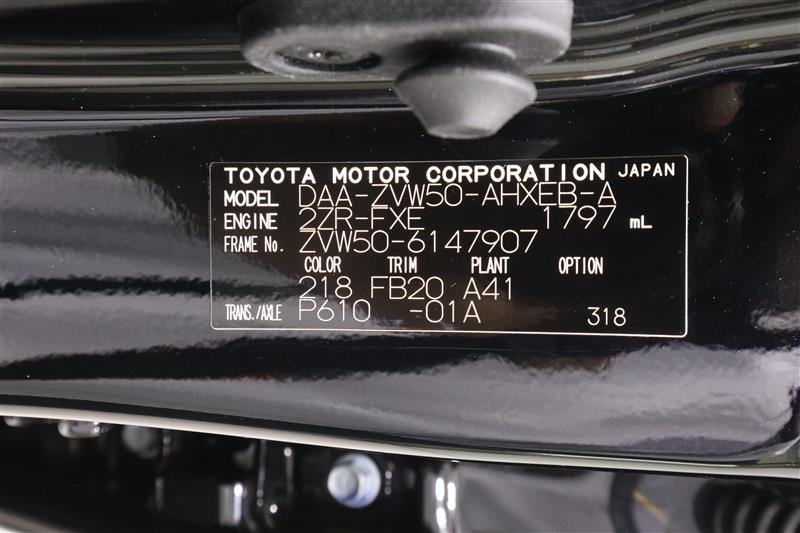 TOYOTA MOTOR CORPORATION JAPAN
MODEL DAA-ZVW50-AHXEB-A
ENGINE 2ZR-FXE 1797 mL
FRAME No. ZVW50-6147907
COLOR TRIM PLANT OPTION
218 FB20 A41
TRANS./AXLE P610 -01A 318